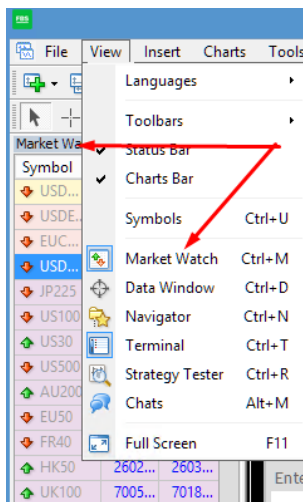 FBS
File View Insert Charts Tools
Languages
Toolbars
Market Wa
Status Bar
Symbol
Charts Bar
USD...
USDE...
Symbols Ctrl+U
EUC...
USD...
Market Watch Ctrl+M
JP225
Data Window Ctrl+D
US100
Navigator Ctrl+N
US30
Terminal Ctrl+T
US500
Strategy Tester Ctrl+R
AU200
Chats Alt+M
EU50
FR40
Full Screen F11
HK50 2602... 2603...
UK100 7005... 7018...
Ente